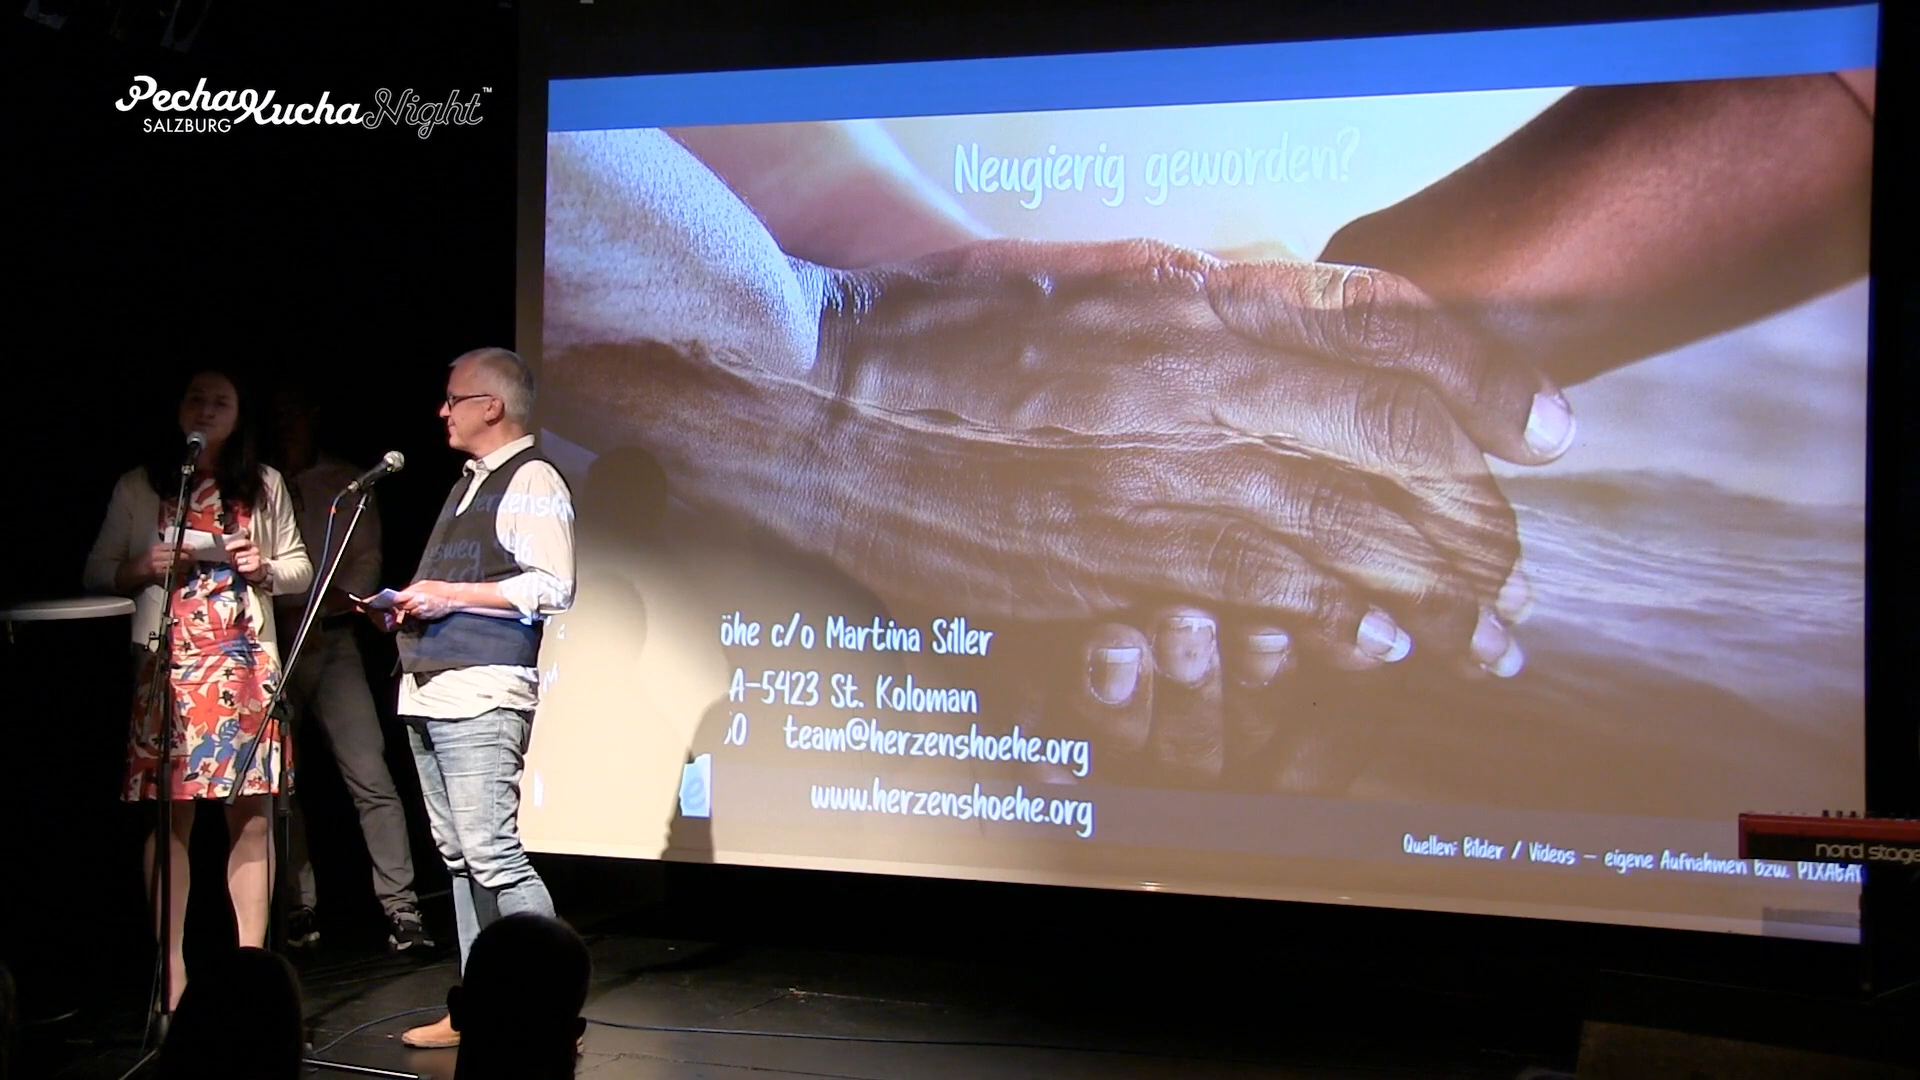 PechaKucha Night™
SALZBURG
Neugierig geworden?
öhe c/o Martina Siller
A-5423 St. Koloman
team@herzenshoehe.org
www.herzenshoehe.org
Quellen: Bilder / Videos – eigene Aufnahmen bzw. PIXABAY
nord stage